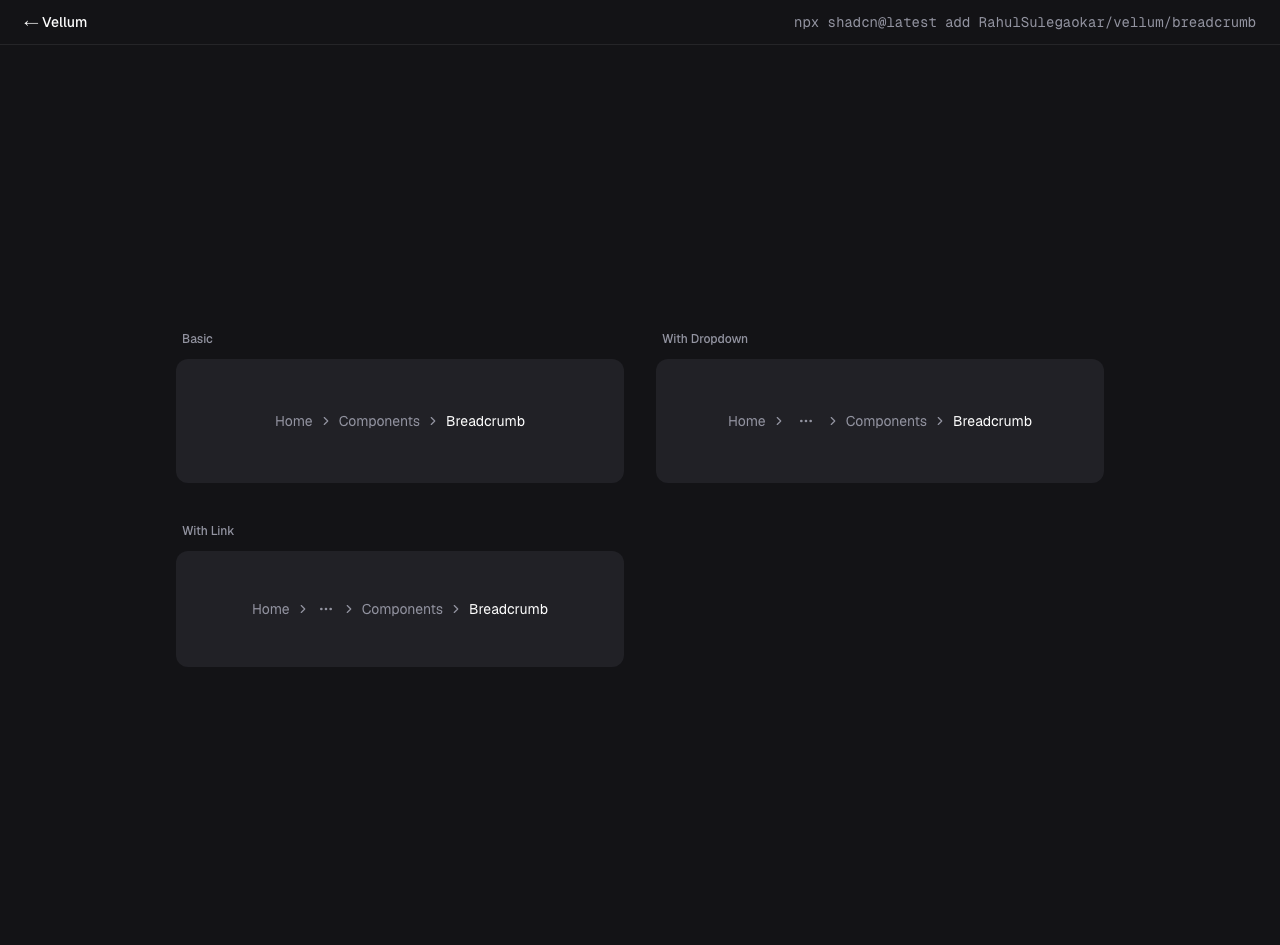 ← Vellum
npx shadcn@latest add RahulSulegaokar/vellum/breadcrumb
Basic
Home > Components > Breadcrumb
With Dropdown
Home > ··· > Components > Breadcrumb
With Link
Home > ··· > Components > Breadcrumb